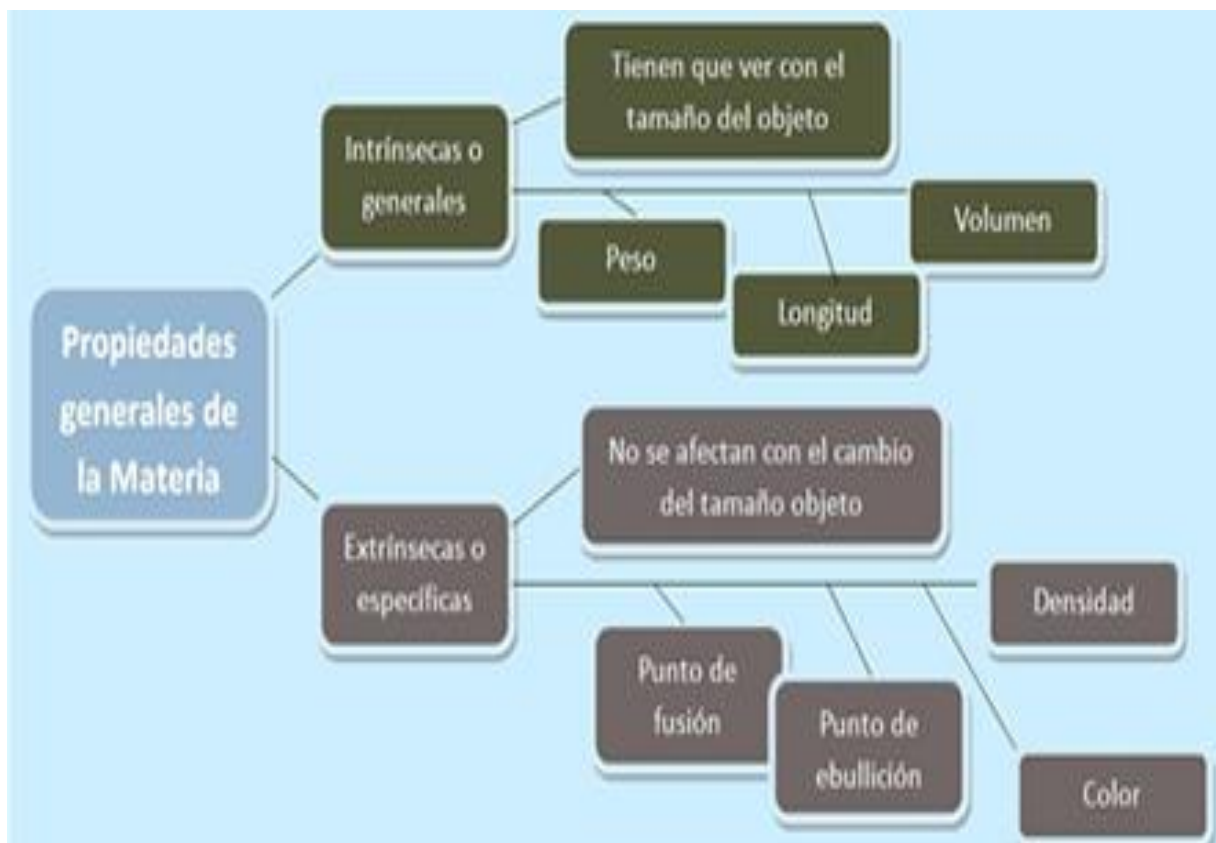 Propiedades
generales de
la Materia
Intrínsecas o
generales
Tienen que ver con el
tamaño del objeto
Peso
Longitud
Volumen
Extrínsecas o
específicas
No se afectan con el cambio
del tamaño objeto
Punto de
fusión
Punto de
ebullición
Densidad
Color